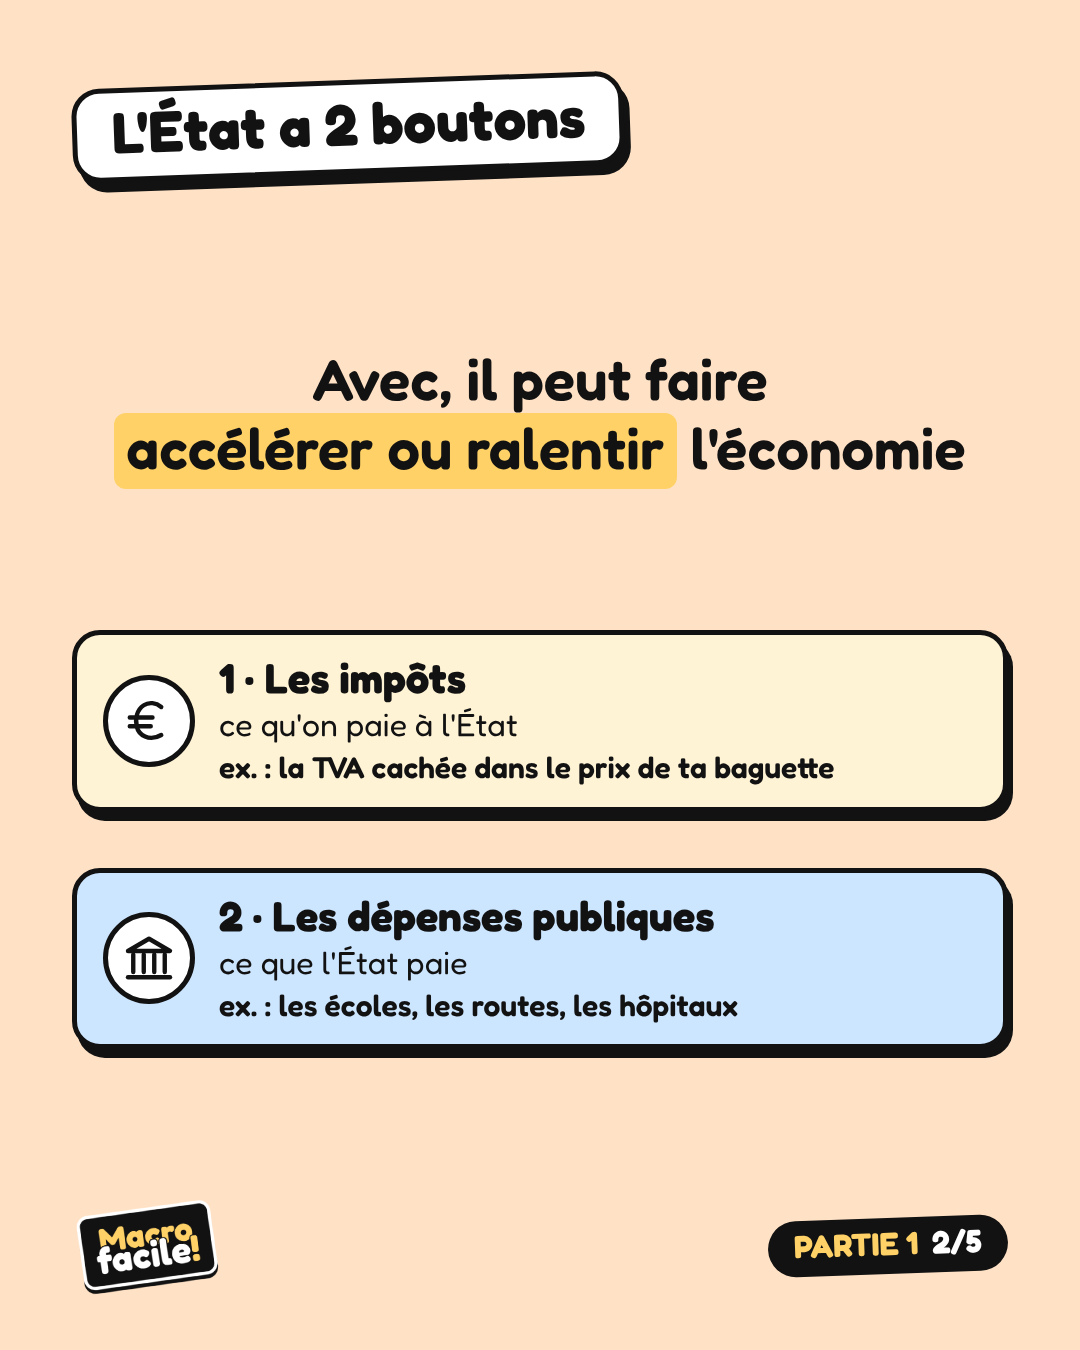 L'État a 2 boutons
Avec, il peut faire
accélérer ou ralentir l'économie
1 · Les impôts
ce qu'on paie à l'État
ex. : la TVA cachée dans le prix de ta baguette
2 · Les dépenses publiques
ce que l'État paie
ex. : les écoles, les routes, les hôpitaux
Macro
facile!
PARTIE 1 2/5